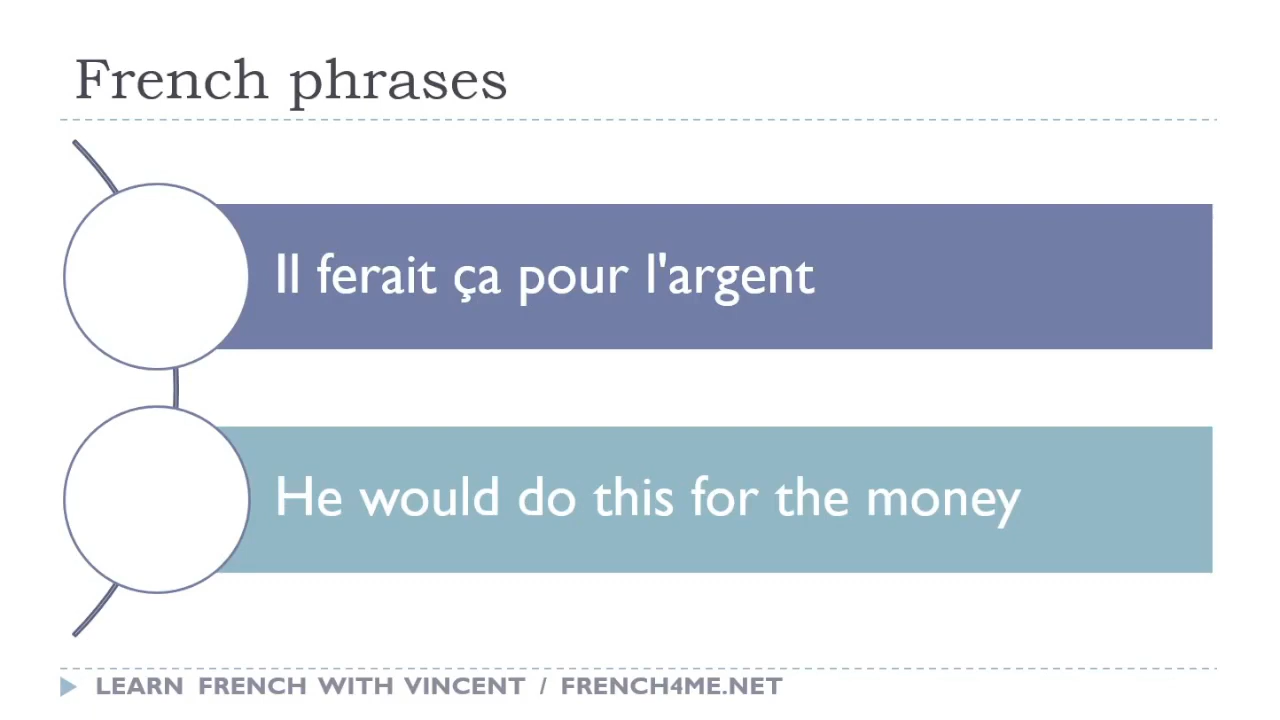 French phrases
Il ferait ça pour l'argent
He would do this for the money
LEARN FRENCH WITH VINCENT / FRENCH4ME.NET